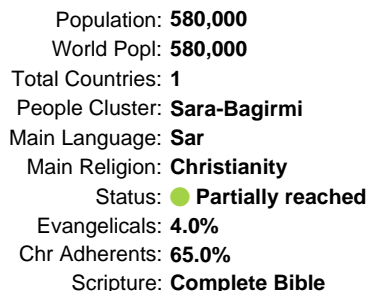 Population: 580,000
World Popl: 580,000
Total Countries: 1
People Cluster: Sara-Bagirmi
Main Language: Sar
Main Religion: Christianity
Status: Partially reached
Evangelicals: 4.0%
Chr Adherents: 65.0%
Scripture: Complete Bible